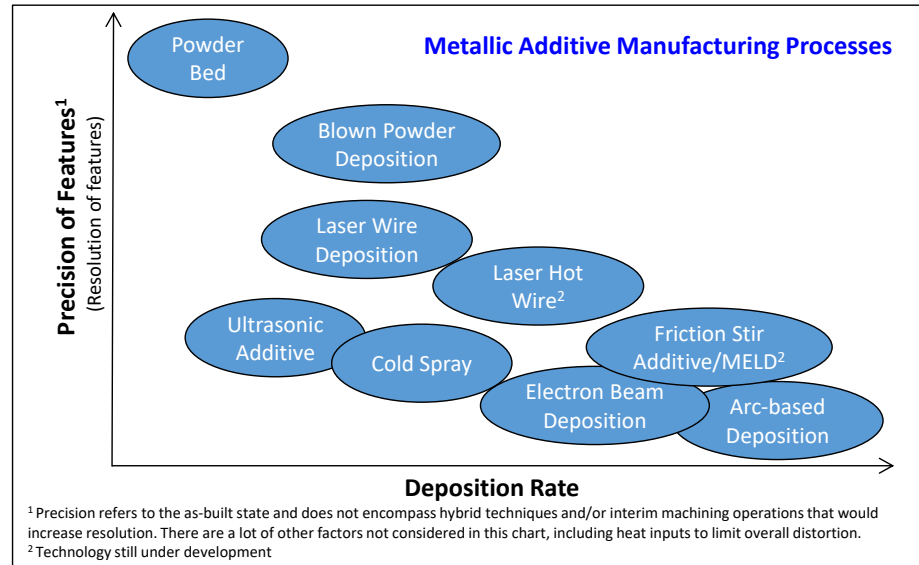 Metallic Additive Manufacturing Processes
Powder
Bed
Blown Powder
Deposition
Laser Wire
Deposition
Laser Hot
Wire²
Ultrasonic
Additive
Cold Spray
Friction Stir
Additive/MELD²
Electron Beam
Deposition
Arc-based
Deposition
Precision of Features¹
(Resolution of features)
Deposition Rate
¹ Precision refers to the as-built state and does not encompass hybrid techniques and/or interim machining operations that would
increase resolution. There are a lot of other factors not considered in this chart, including heat inputs to limit overall distortion.
² Technology still under development